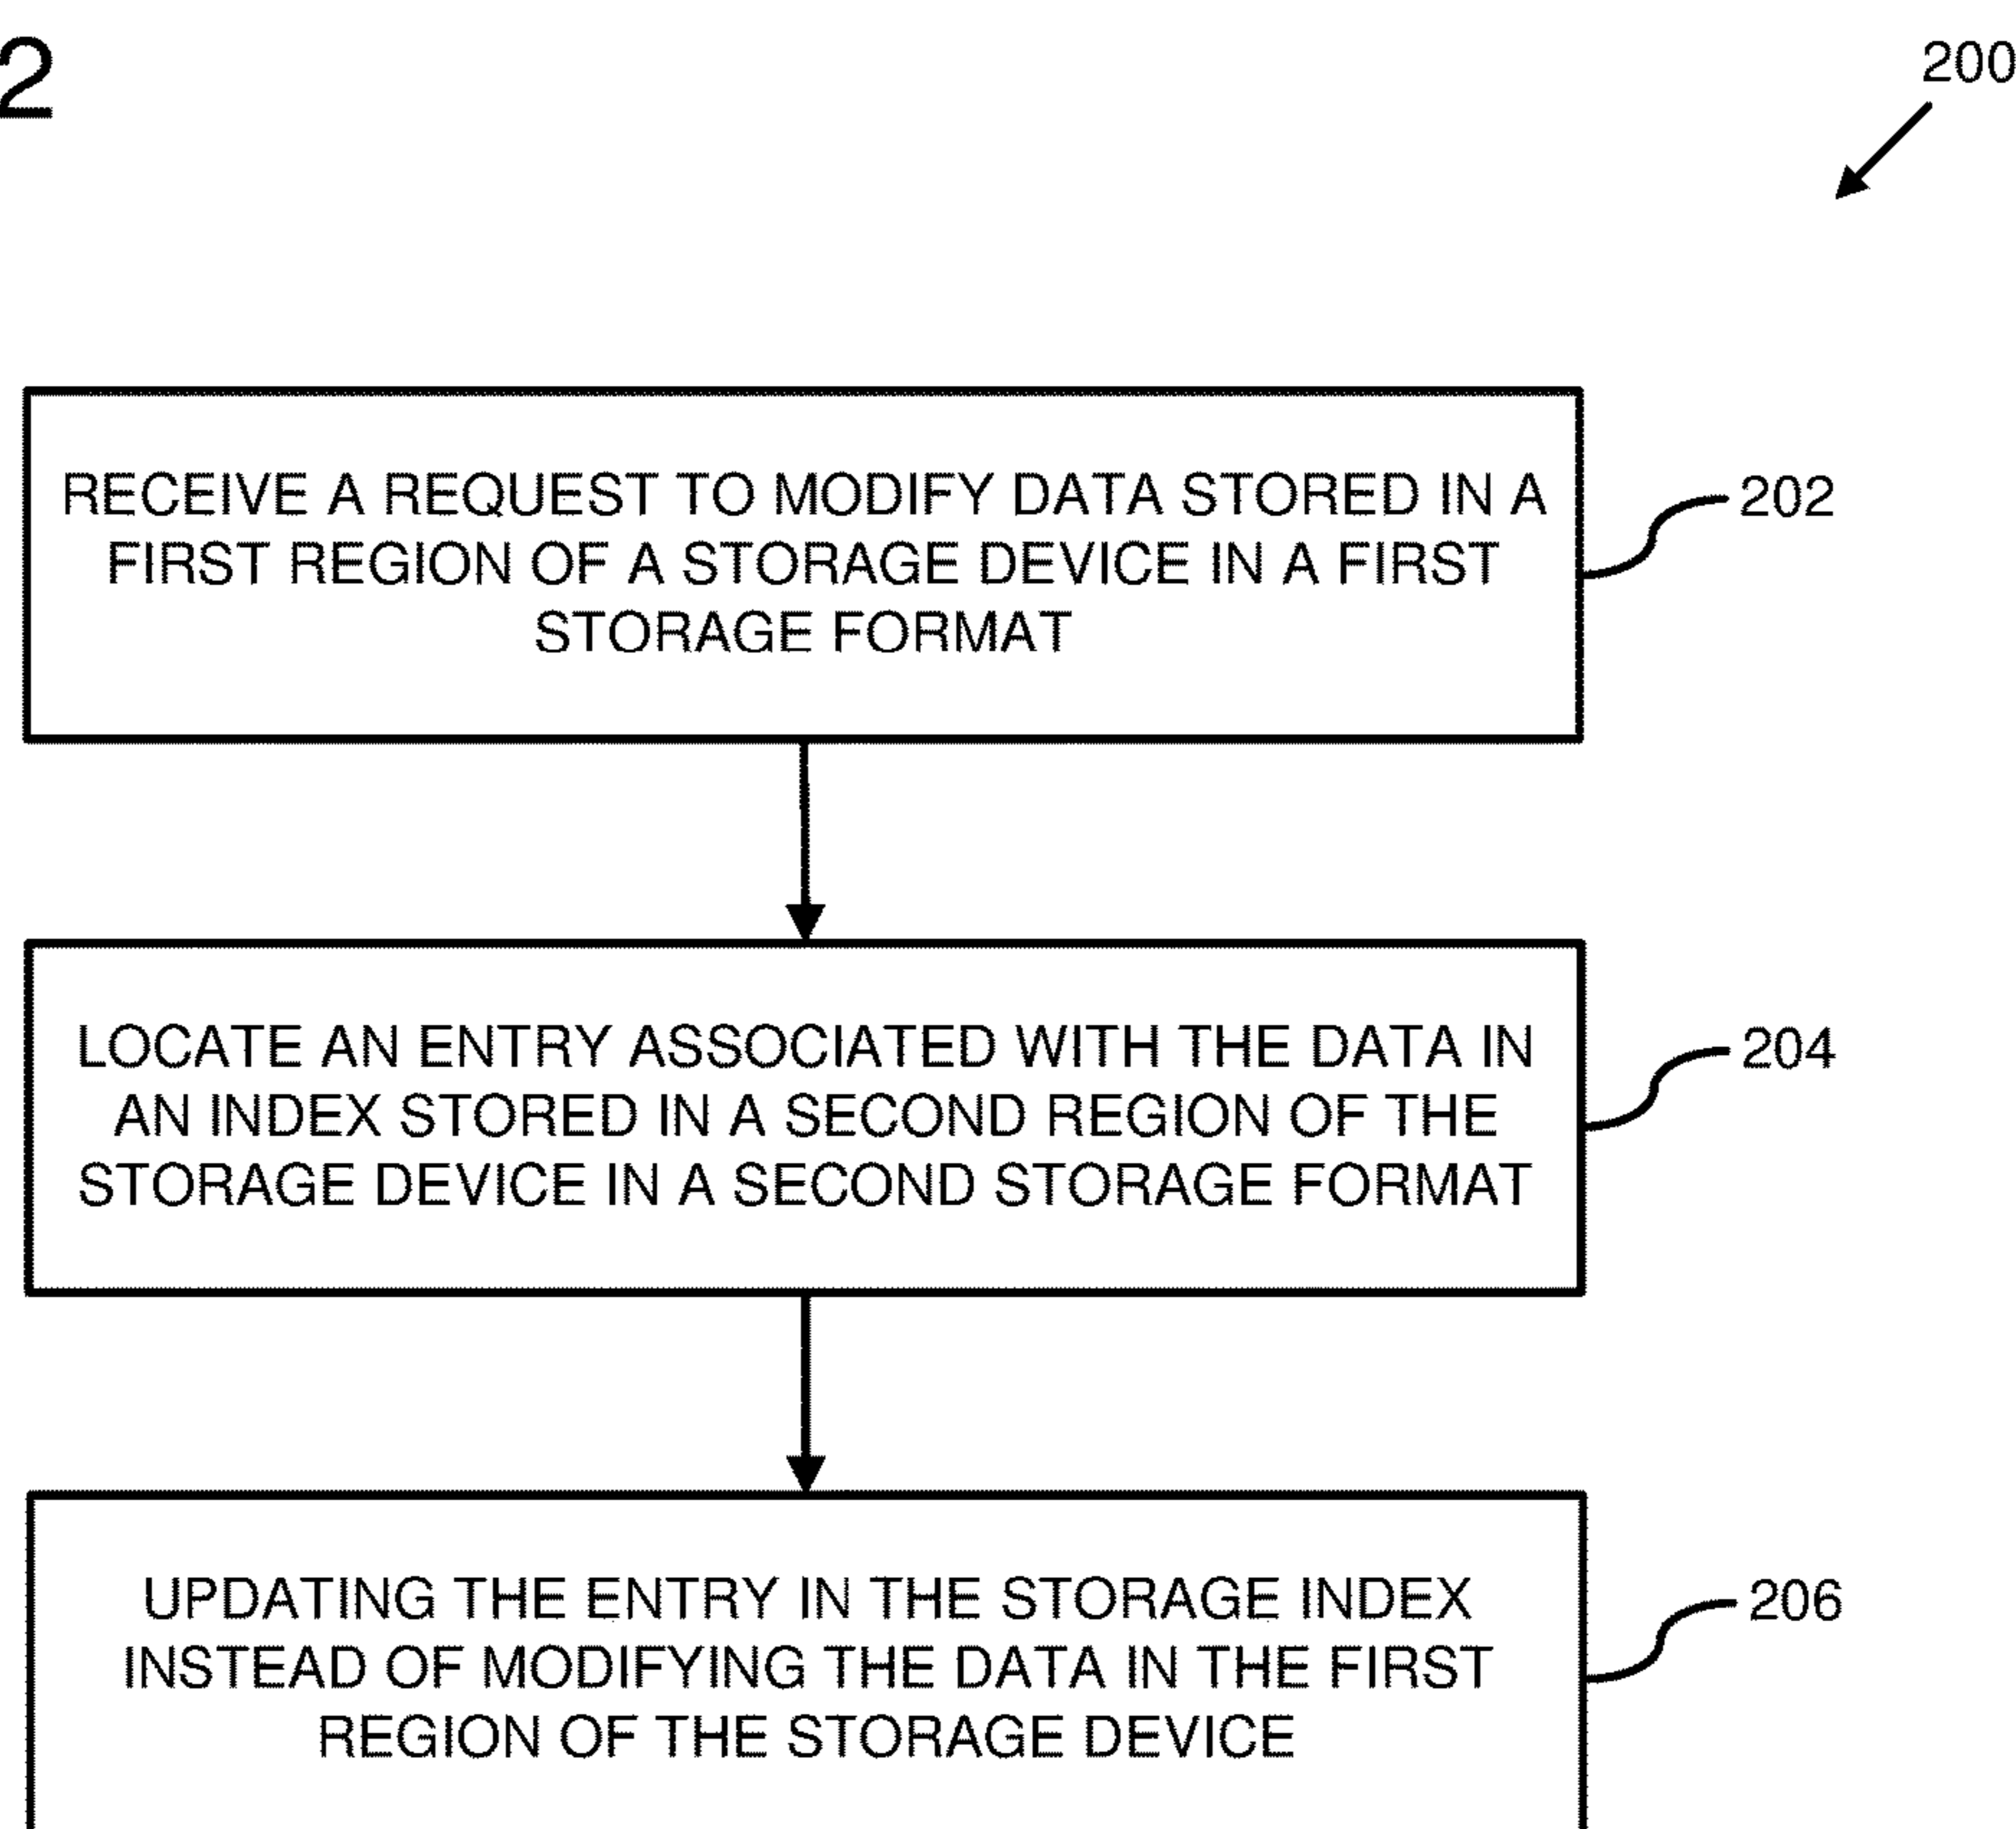 2
200
RECEIVE A REQUEST TO MODIFY DATA STORED IN A
FIRST REGION OF A STORAGE DEVICE IN A FIRST
STORAGE FORMAT
202
LOCATE AN ENTRY ASSOCIATED WITH THE DATA IN
AN INDEX STORED IN A SECOND REGION OF THE
STORAGE DEVICE IN A SECOND STORAGE FORMAT
204
UPDATING THE ENTRY IN THE STORAGE INDEX
INSTEAD OF MODIFYING THE DATA IN THE FIRST
REGION OF THE STORAGE DEVICE
206